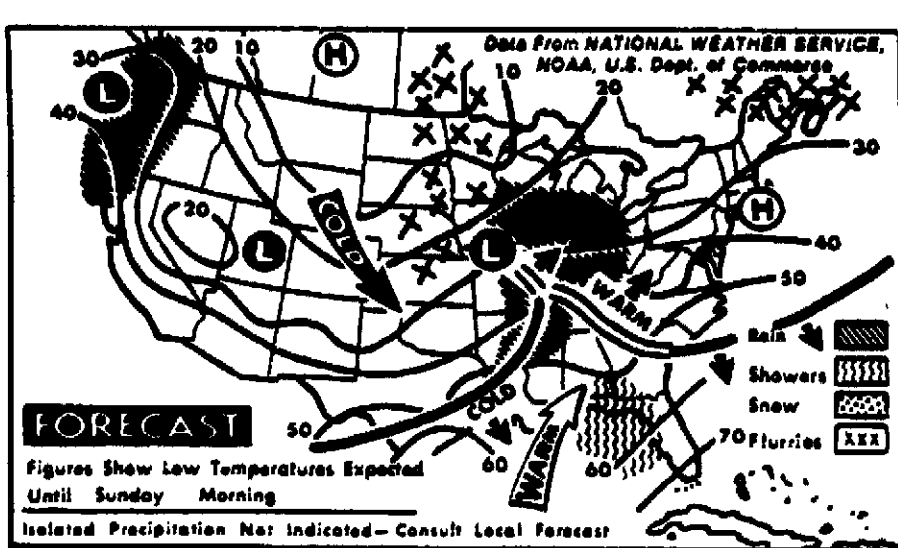 Data From NATIONAL WEATHER SERVICE,
NOAA, U.S. Dept. of Commerce
30
20
10
H
10
20
L
40
30
20
COLD
H
L
L
40
WARM
50
Rain
Showers
Snow
COLD
FORECAST
50
60
WARM
60
70
Flurries
XXX
Figures Show Low Temperatures Expected
Until Sunday Morning
Isolated Precipitation Not Indicated– Consult Local Forecast